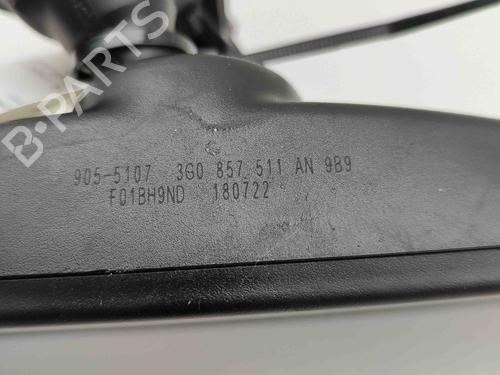 B-PARTS
905-5107 3G0 857 511 AN 9B9
F01BH9ND 180722